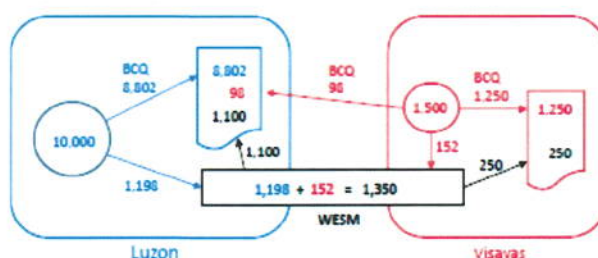 BCQ
8,802
8,802
98
1,100
BCQ
98
BCQ
1,250
10,000
1,500
1,250
250
152
1,100
250
1,198
1,198 + 152 = 1,350
WESM
Luzon
Visayas